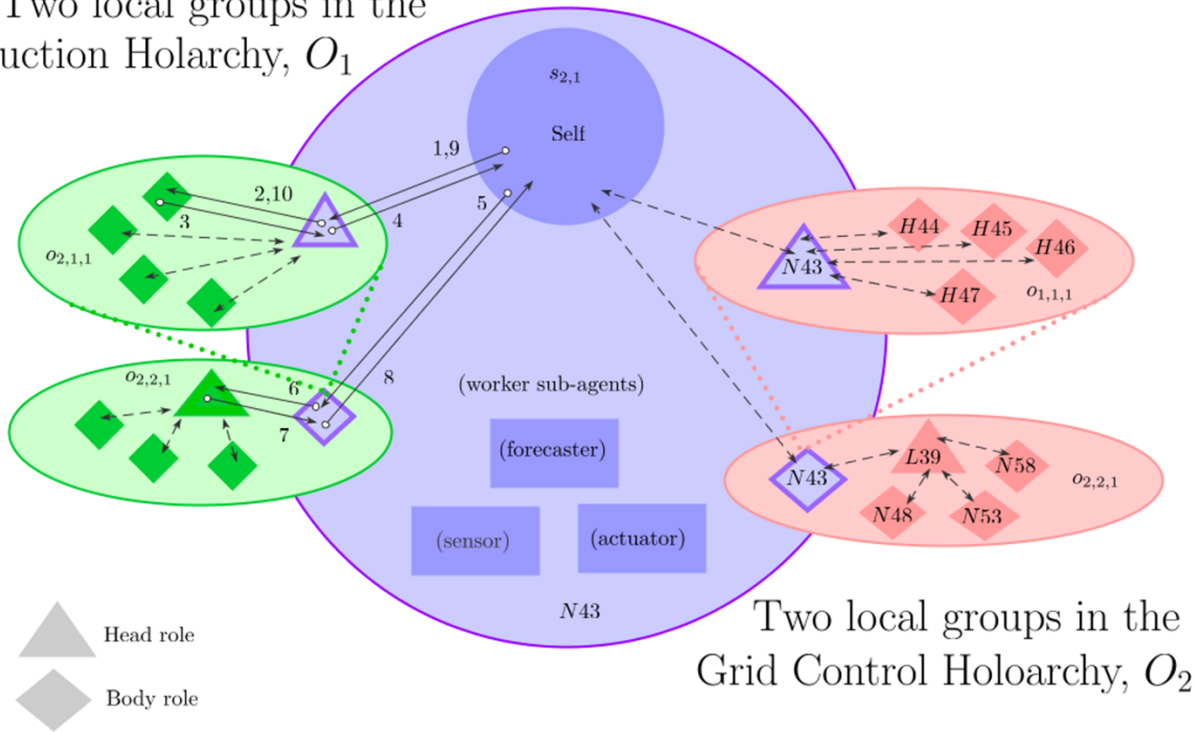 Two local groups in the
uction Holarchy, O₁
s₂,₁
Self
1,9
2,10
3
4
5
o₂,₁,₁
H44
H45
H46
N43
H47
o₁,₁,₁
o₂,₂,₁
6
7
8
(worker sub-agents)
(forecaster)
(sensor)
(actuator)
N43
N43
L39
N58
N48
N53
o₂,₂,₁
Two local groups in the
Grid Control Holoarchy, O₂
Head role
Body role